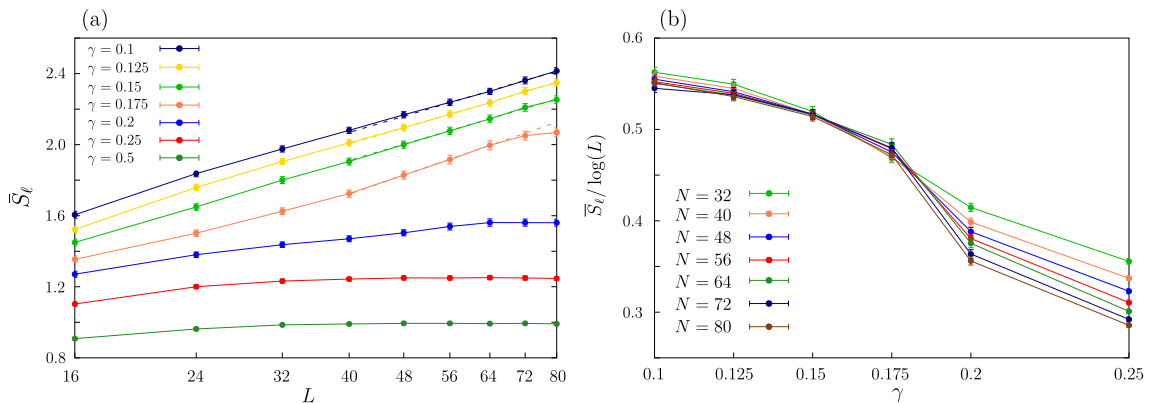 (a)
γ = 0.1
γ = 0.125
γ = 0.15
γ = 0.175
γ = 0.2
γ = 0.25
γ = 0.5
2.4
2.0
1.6
1.2
0.8
S̅ℓ
16 24 32 40 48 56 64 72 80
L
(b)
0.6
0.5
0.4
0.3
S̅ℓ/log(L)
N = 32
N = 40
N = 48
N = 56
N = 64
N = 72
N = 80
0.1 0.125 0.15 0.175 0.2 0.25
γ